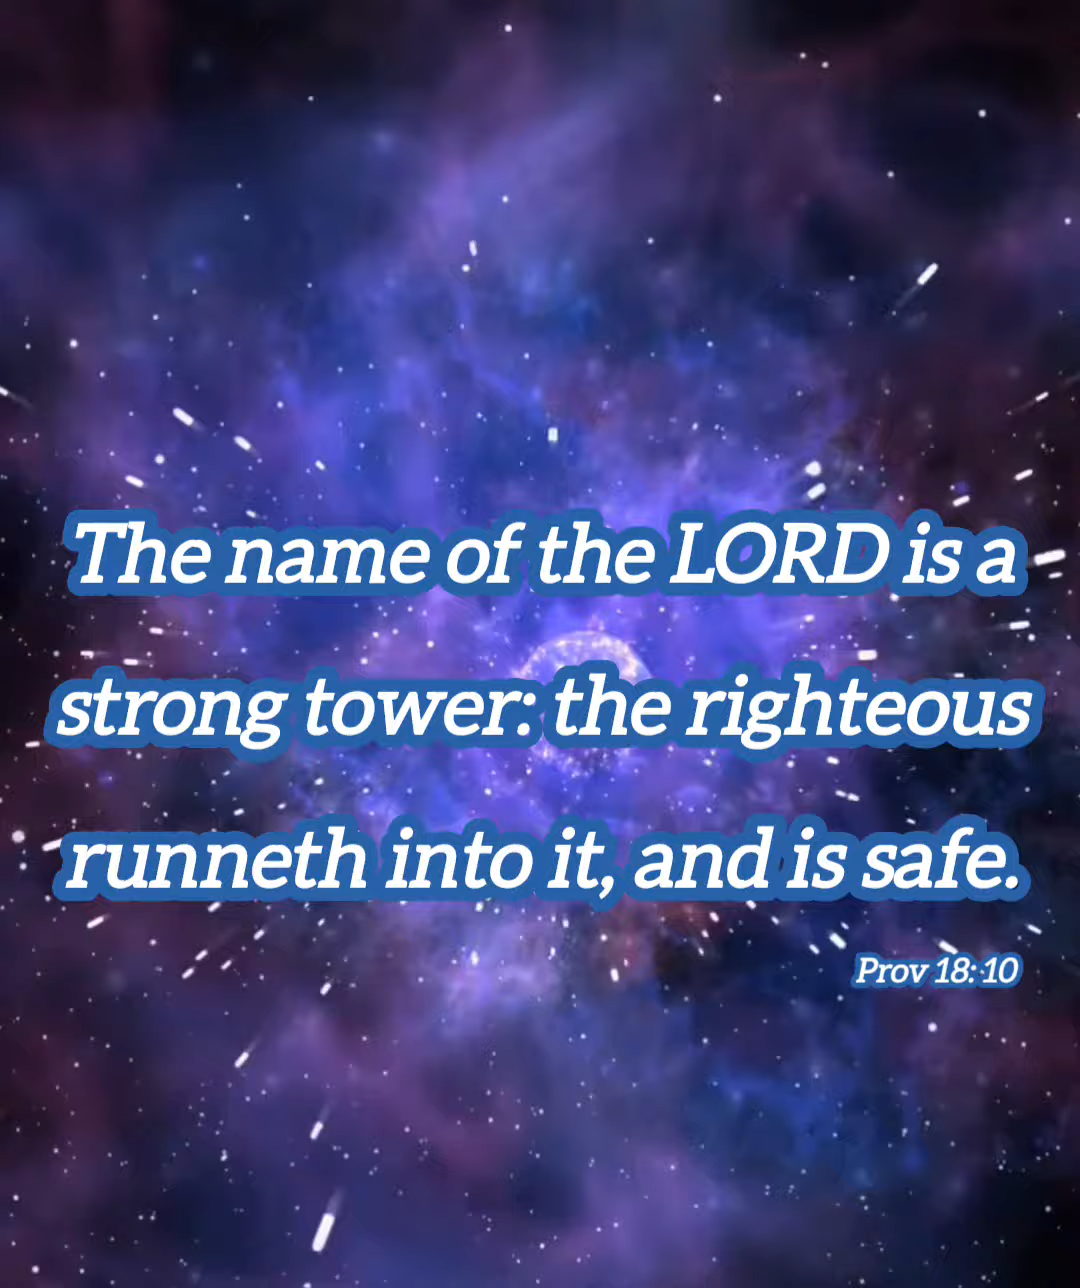 The name of the LORD is a
strong tower: the righteous
runneth into it, and is safe.
Prov 18:10